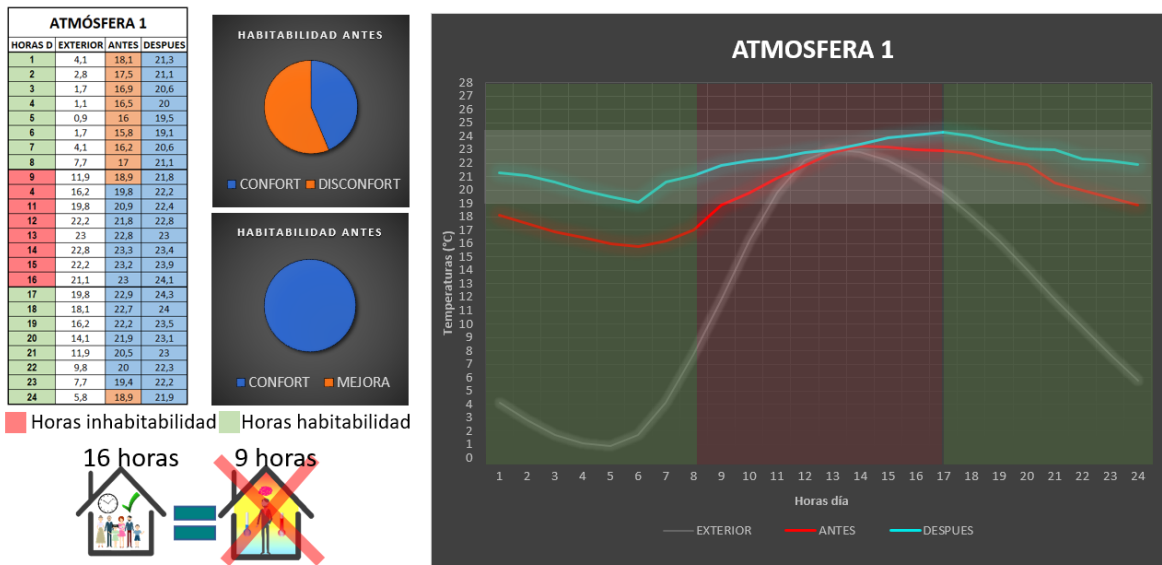 ATMÓSFERA 1
HORAS D EXTERIOR ANTES DESPUES
1 4,1 18,1 21,3
2 2,8 17,5 21,1
3 1,7 16,9 20,6
4 1,1 16,5 20
5 0,9 16 19,5
6 1,7 15,8 19,1
7 4,1 16,2 20,6
8 7,7 17 21,1
9 11,9 18,9 21,8
4 16,2 19,8 22,2
11 19,8 20,9 22,4
12 22,2 21,8 22,8
13 23 22,8 23
14 22,8 23,3 23,4
15 22,2 23,2 23,9
16 21,1 23 24,1
17 19,8 22,9 24,3
18 18,1 22,7 24
19 16,2 22,2 23,5
20 14,1 21,9 23,1
21 11,9 20,5 23
22 9,8 20 22,3
23 7,7 19,4 22,2
24 5,8 18,9 21,9
Horas inhabitabilidad Horas habitabilidad
16 horas 9 horas
HABITABILIDAD ANTES
CONFORT DISCONFORT
HABITABILIDAD ANTES
CONFORT MEJORA
ATMOSFERA 1
Temperaturas (°C)
28
27
26
25
24
23
22
21
20
19
18
17
16
15
14
13
12
11
10
9
8
7
6
5
4
3
2
1
0
1 2 3 4 5 6 7 8 9 10 11 12 13 14 15 16 17 18 19 20 21 22 23 24
Horas día
EXTERIOR ANTES DESPUES